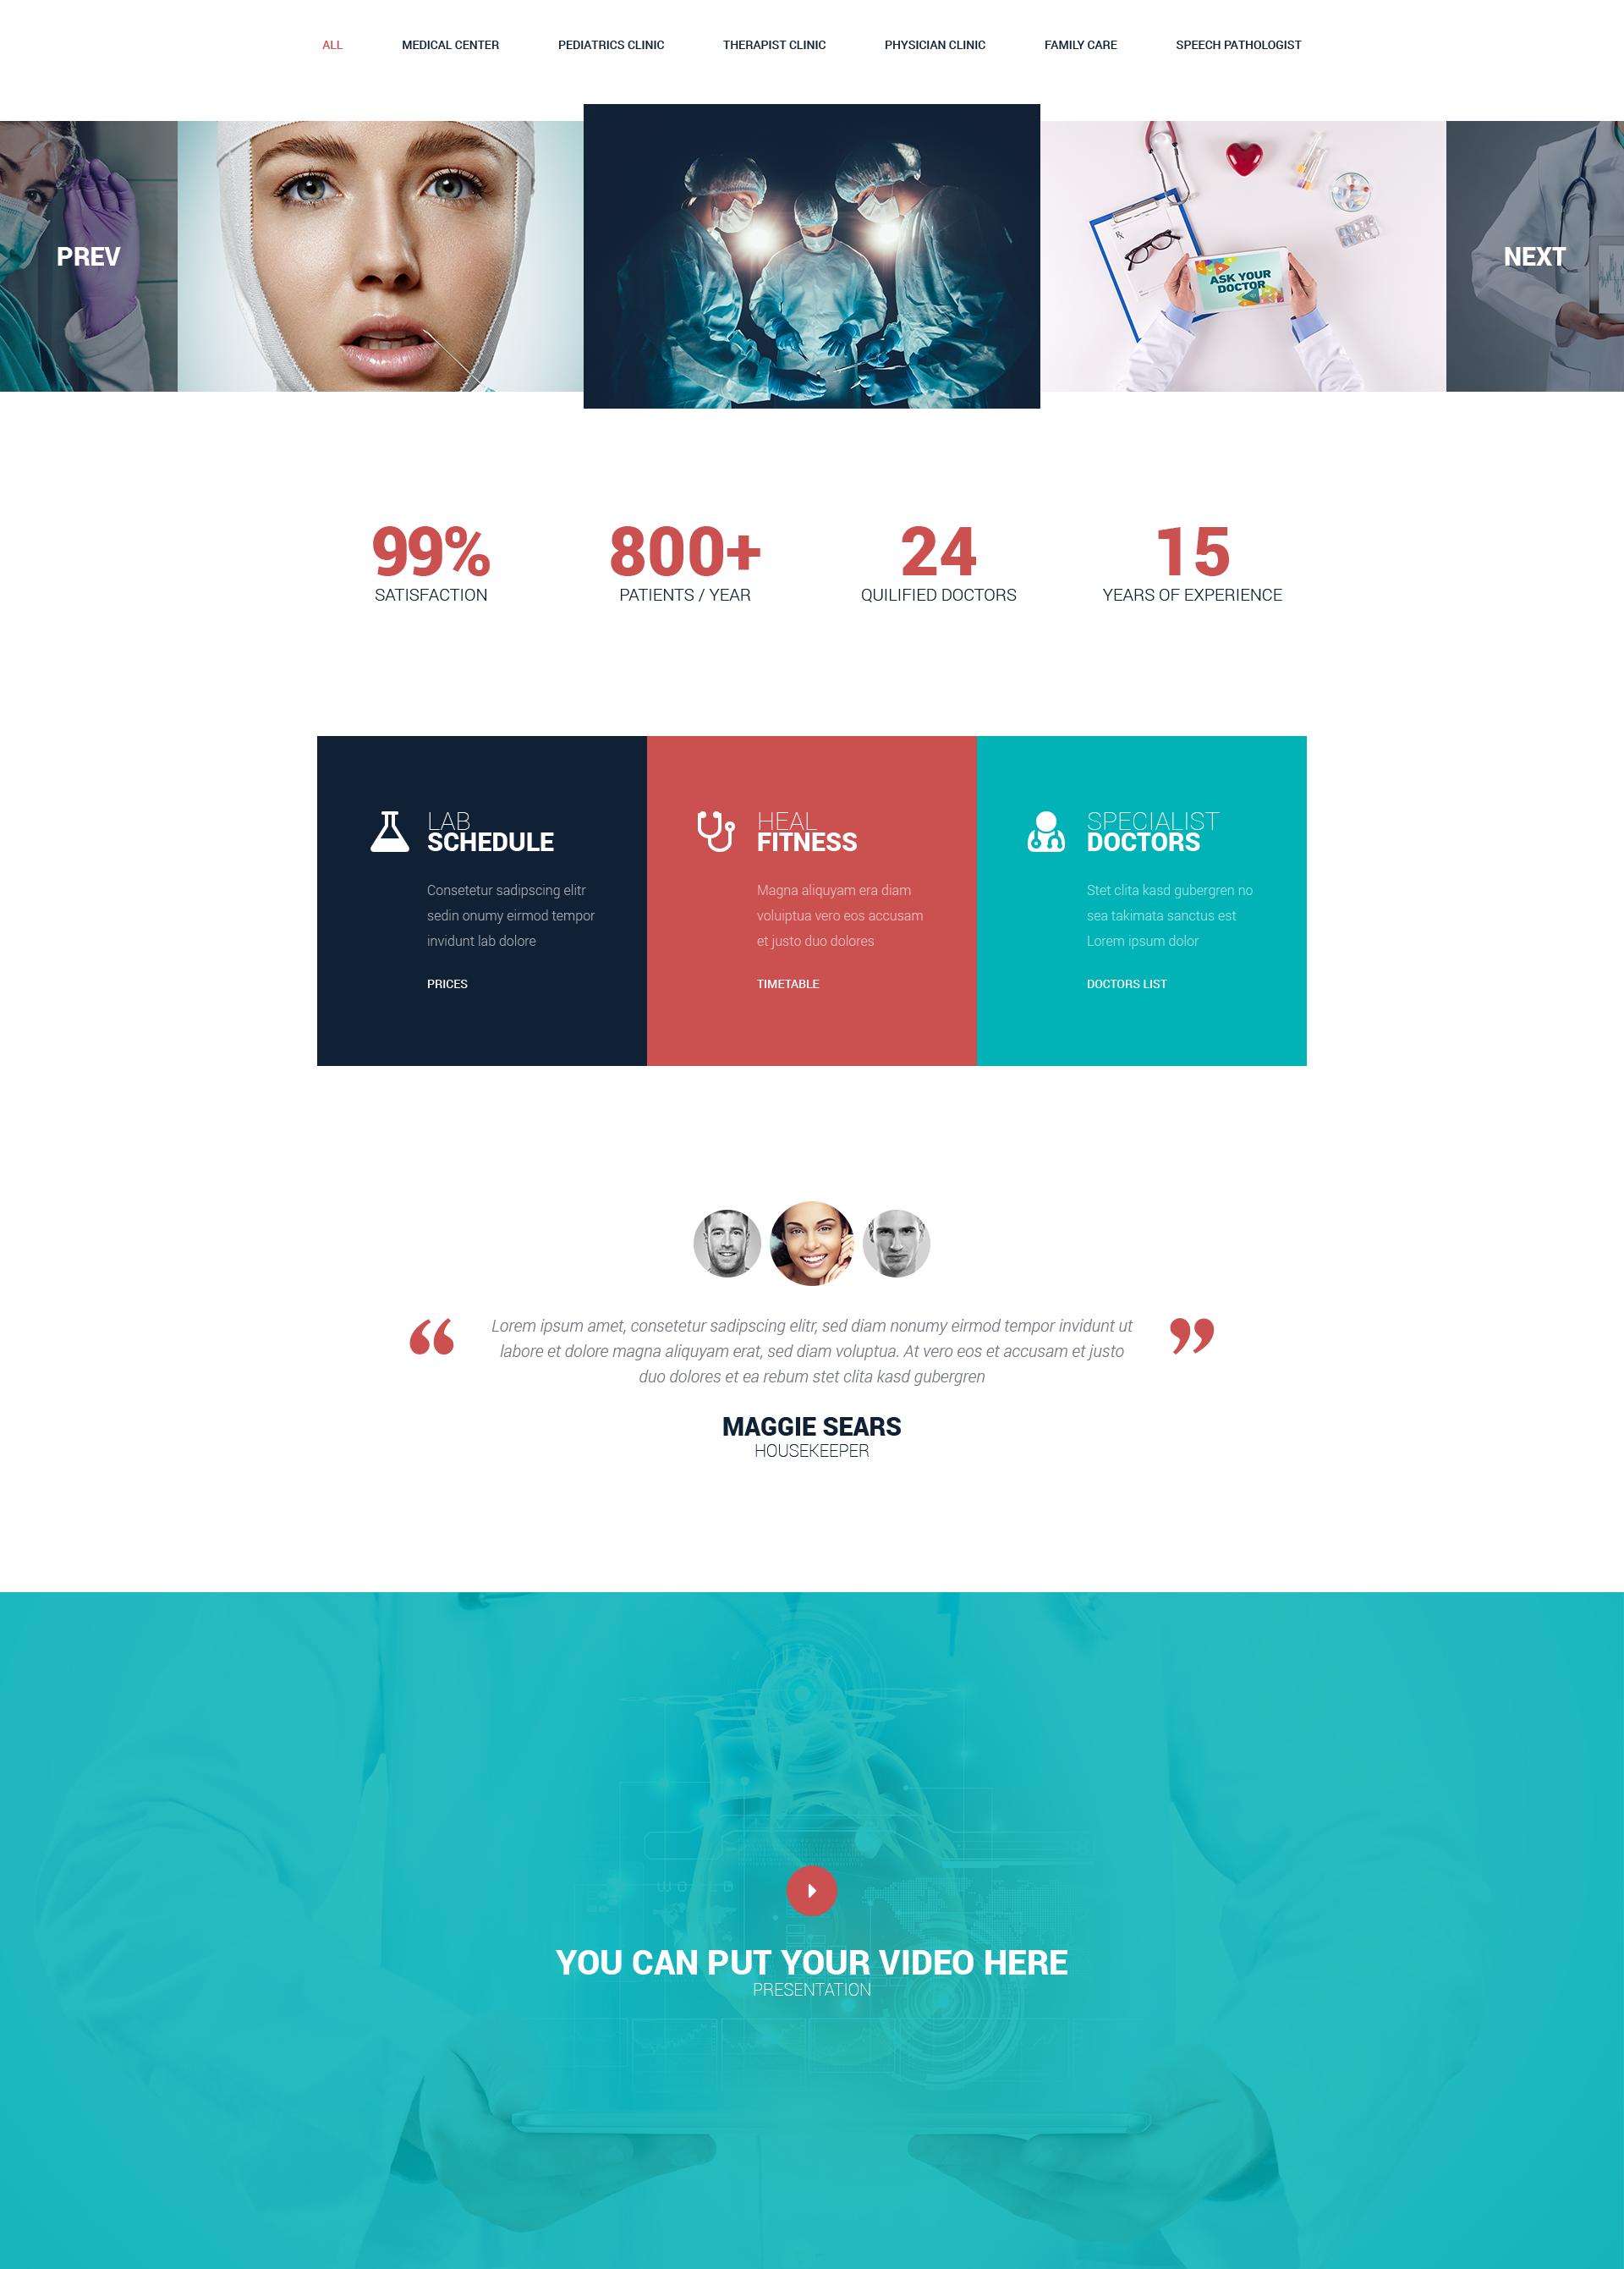 ALL MEDICAL CENTER PEDIATRICS CLINIC THERAPIST CLINIC PHYSICIAN CLINIC FAMILY CARE SPEECH PATHOLOGIST
PREV
ASK YOUR
DOCTOR
NEXT
99% 800+ 24 15
SATISFACTION PATIENTS / YEAR QUILIFIED DOCTORS YEARS OF EXPERIENCE
LAB
SCHEDULE
Consetetur sadipscing elitr
sedin onumy eirmod tempor
invidunt lab dolore
PRICES
HEAL
FITNESS
Magna aliquyam era diam
voluiptua vero eos accusam
et justo duo dolores
TIMETABLE
SPECIALIST
DOCTORS
Stet clita kasd gubergren no
sea takimata sanctus est
Lorem ipsum dolor
DOCTORS LIST
“ Lorem ipsum amet, consetetur sadipscing elitr, sed diam nonumy eirmod tempor invidunt ut ”
labore et dolore magna aliquyam erat, sed diam voluptua. At vero eos et accusam et justo
duo dolores et ea rebum stet clita kasd gubergren
MAGGIE SEARS
HOUSEKEEPER
YOU CAN PUT YOUR VIDEO HERE
PRESENTATION